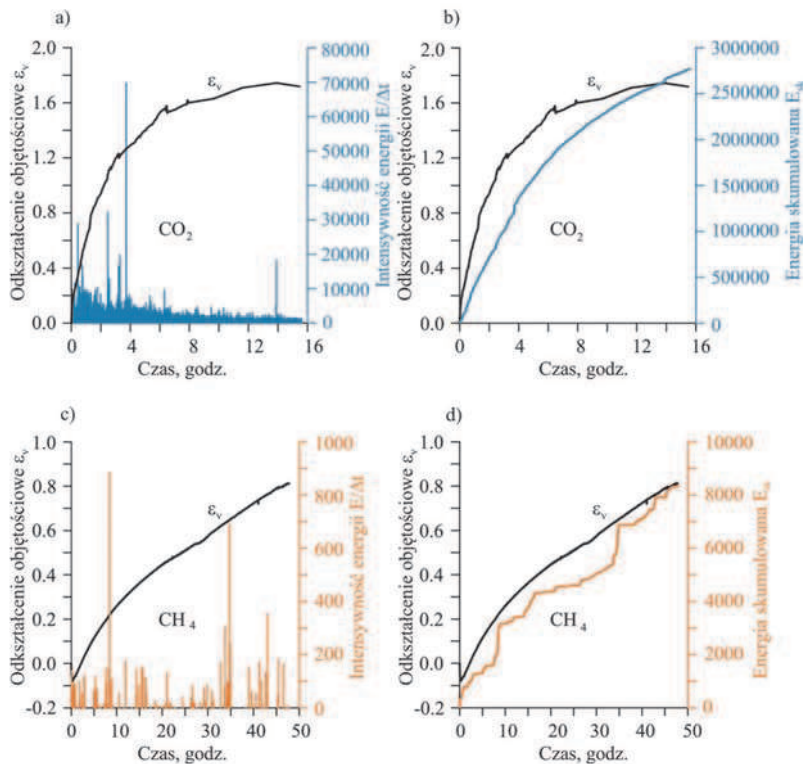 a)
Odkształcenie objętościowe εv
2.0
1.6
1.2
0.8
0.4
0.0
εv
CO2
80000
70000
60000
50000
40000
30000
20000
10000
0
Intensywność energii E/Δt
0 4 8 12 16
Czas, godz.
b)
Odkształcenie objętościowe εv
2.0
1.6
1.2
0.8
0.4
0.0
εv
CO2
3000000
2500000
2000000
1500000
1000000
500000
0
Energia skumulowana Esk
0 4 8 12 16
Czas, godz.
c)
Odkształcenie objętościowe εv
1.0
0.8
0.6
0.4
0.2
0.0
-0.2
εv
CH4
1000
800
600
400
200
0
Intensywność energii E/Δt
0 10 20 30 40 50
Czas, godz.
d)
Odkształcenie objętościowe εv
1.0
0.8
0.6
0.4
0.2
0.0
-0.2
εv
CH4
10000
8000
6000
4000
2000
0
Energia skumulowana Esk
0 10 20 30 40 50
Czas, godz.